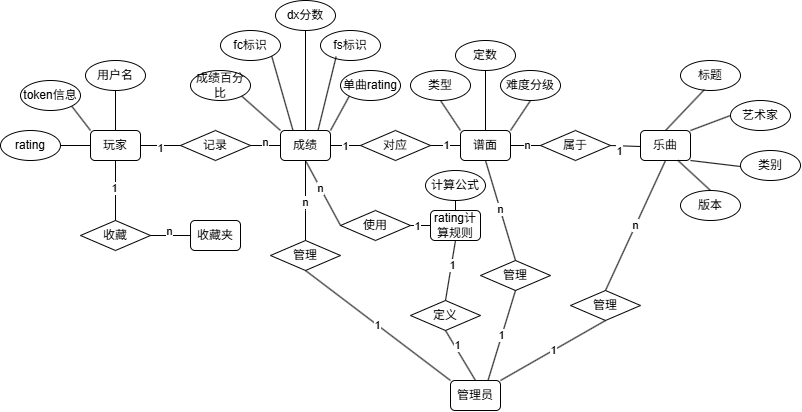 dx分数
fc标识
fs标识
成绩百分
比
单曲rating
定数
类型
难度分级
标题
艺术家
类别
版本
用户名
token信息
rating
玩家
1
记录
n
成绩
1
对应
1
谱面
n
属于
1
乐曲
1
收藏
n
收藏夹
n
使用
1
计算公式
rating计
算规则
n
管理
1
1
定义
1
n
管理
1
n
管理
1
管理员